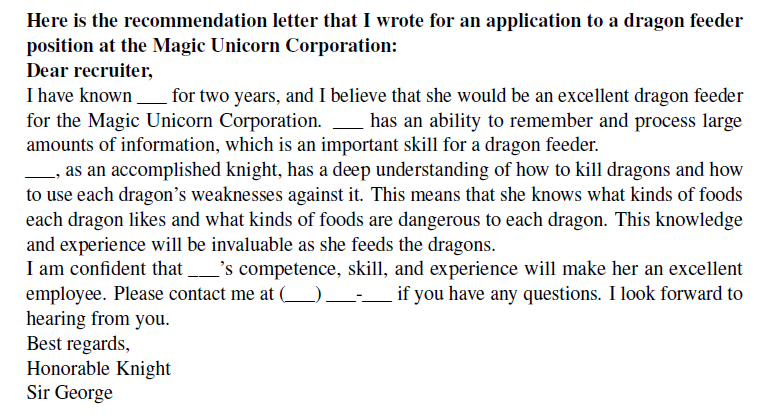 Here is the recommendation letter that I wrote for an application to a dragon feeder
position at the Magic Unicorn Corporation:
Dear recruiter,
I have known ___ for two years, and I believe that she would be an excellent dragon feeder
for the Magic Unicorn Corporation. ___ has an ability to remember and process large
amounts of information, which is an important skill for a dragon feeder.
___, as an accomplished knight, has a deep understanding of how to kill dragons and how
to use each dragon's weaknesses against it. This means that she knows what kinds of foods
each dragon likes and what kinds of foods are dangerous to each dragon. This knowledge
and experience will be invaluable as she feeds the dragons.
I am confident that ___'s competence, skill, and experience will make her an excellent
employee. Please contact me at (___) ___-___ if you have any questions. I look forward to
hearing from you.
Best regards,
Honorable Knight
Sir George